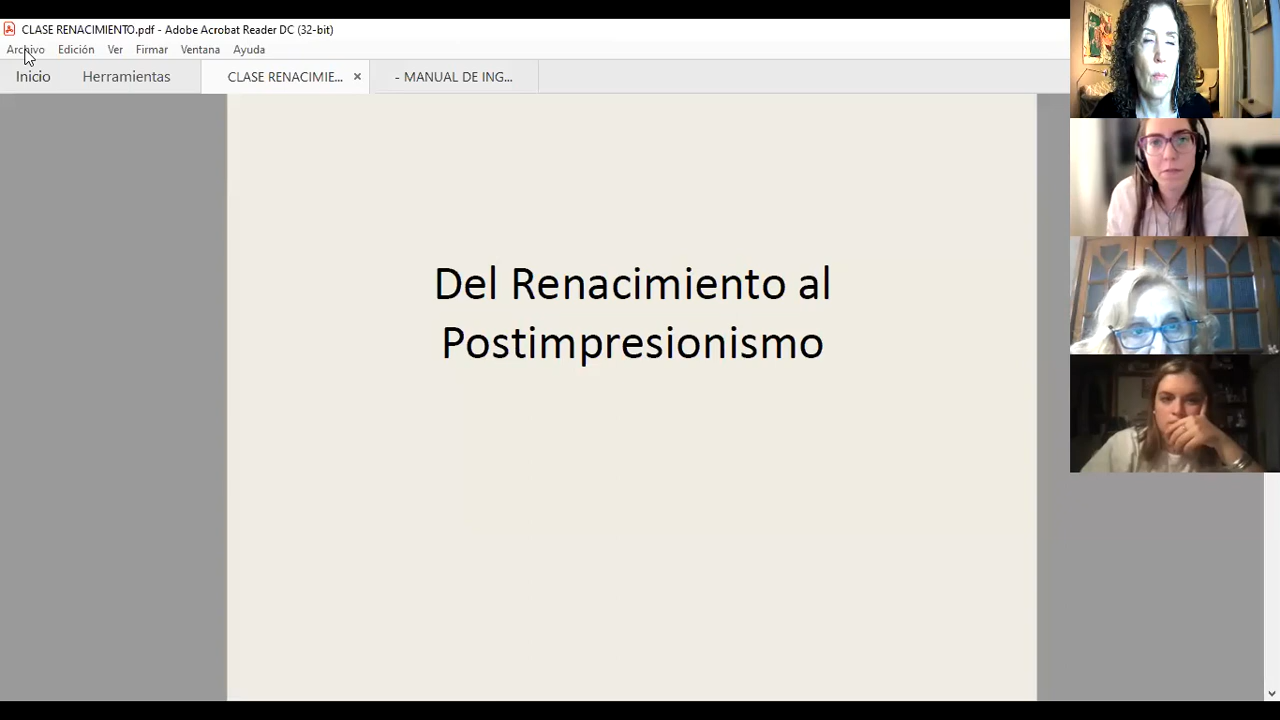 CLASE RENACIMIENTO.pdf - Adobe Acrobat Reader DC (32-bit)
Archivo Edición Ver Firmar Ventana Ayuda
Inicio Herramientas CLASE RENACIMIE... × - MANUAL DE ING...
Del Renacimiento al
Postimpresionismo